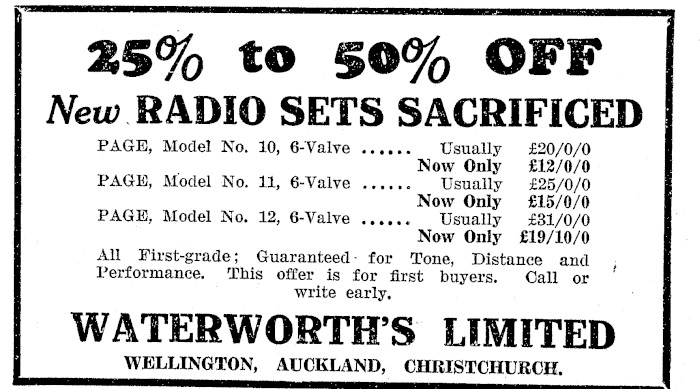 25% to 50% OFF
New RADIO SETS SACRIFICED
PAGE, Model No. 10, 6-Valve ...... Usually £20/0/0
Now Only £12/0/0
PAGE, Model No. 11, 6-Valve ...... Usually £25/0/0
Now Only £15/0/0
PAGE, Model No. 12, 6-Valve ...... Usually £31/0/0
Now Only £19/10/0
All First-grade; Guaranteed for Tone, Distance and
Performance. This offer is for first buyers. Call or
write early.
WATERWORTH'S LIMITED
WELLINGTON, AUCKLAND, CHRISTCHURCH.